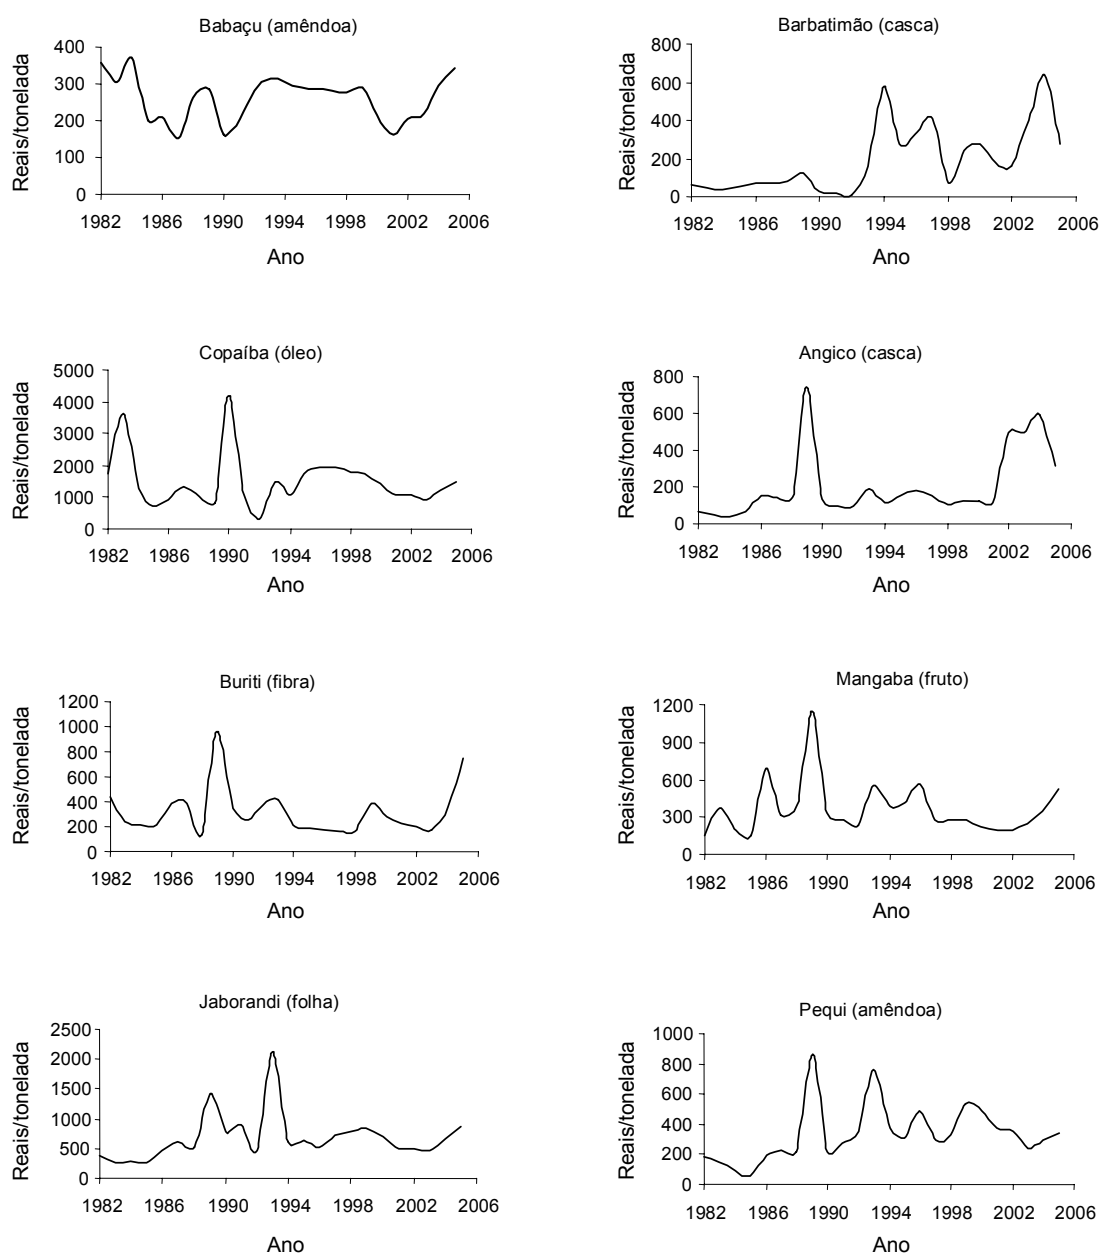 Babaçu (amêndoa)
Reais/tonelada
400
300
200
100
0
1982 1986 1990 1994 1998 2002 2006
Ano
Barbatimão (casca)
Reais/tonelada
800
600
400
200
0
1982 1986 1990 1994 1998 2002 2006
Ano
Copaíba (óleo)
Reais/tonelada
5000
4000
3000
2000
1000
0
1982 1986 1990 1994 1998 2002 2006
Ano
Angico (casca)
Reais/tonelada
800
600
400
200
0
1982 1986 1990 1994 1998 2002 2006
Ano
Buriti (fibra)
Reais/tonelada
1200
1000
800
600
400
200
0
1982 1986 1990 1994 1998 2002 2006
Ano
Mangaba (fruto)
Reais/tonelada
1200
900
600
300
0
1982 1986 1990 1994 1998 2002 2006
Ano
Jaborandi (folha)
Reais/tonelada
2500
2000
1500
1000
500
0
1982 1986 1990 1994 1998 2002 2006
Ano
Pequi (amêndoa)
Reais/tonelada
1000
800
600
400
200
0
1982 1986 1990 1994 1998 2002 2006
Ano